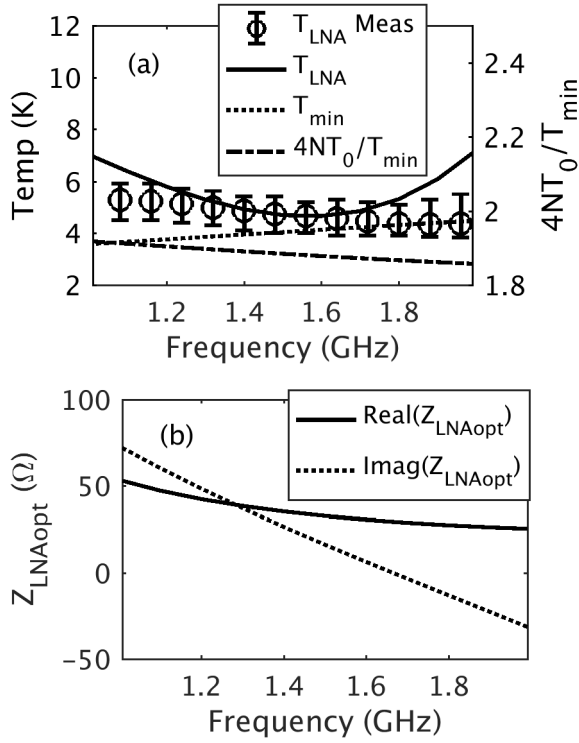 12
10
8
6
4
2
Temp (K)
(a)
T_LNA Meas
T_LNA
T_min
4NT_0/T_min
2.4
2.2
2
1.8
4NT_0/T_min
1.2 1.4 1.6 1.8
Frequency (GHz)
100
50
0
−50
Z_LNAopt (Ω)
(b)
Real(Z_LNAopt)
Imag(Z_LNAopt)
1.2 1.4 1.6 1.8
Frequency (GHz)